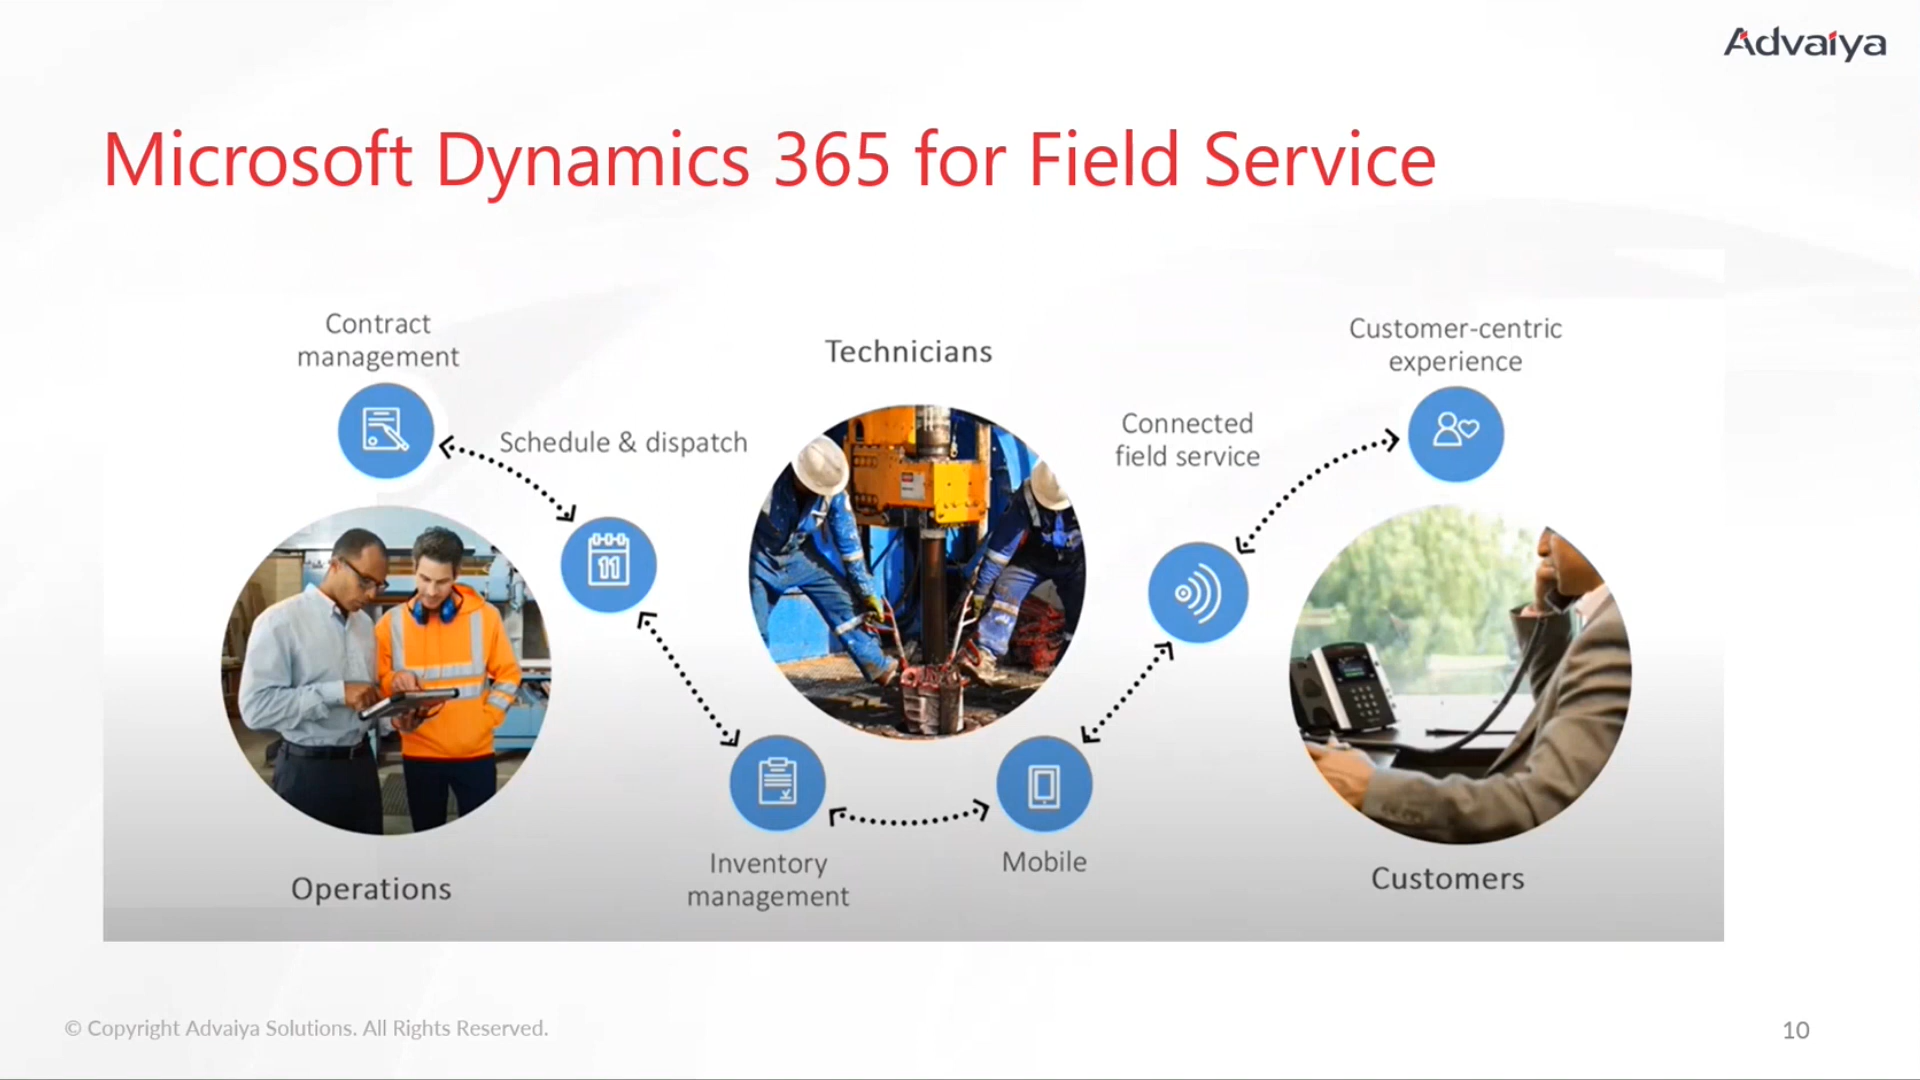 Advaiya
Microsoft Dynamics 365 for Field Service
Contract
management
Schedule & dispatch
11
Technicians
Connected
field service
Customer-centric
experience
Operations
Inventory
management
Mobile
Customers
© Copyright Advaiya Solutions. All Rights Reserved.
10